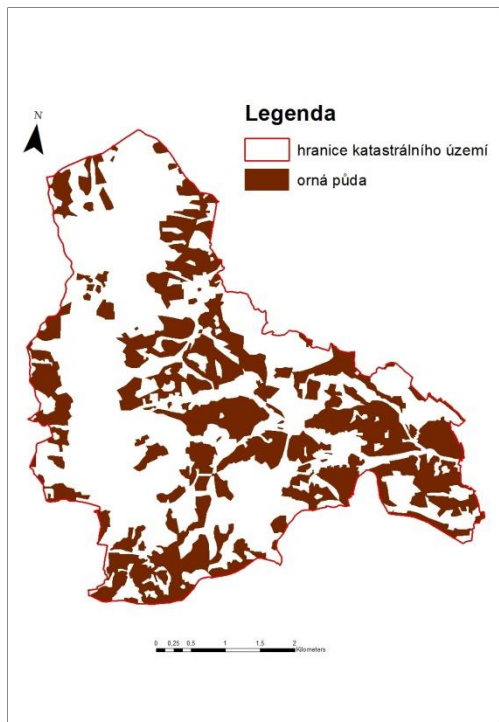 N
Legenda
hranice katastrálního území
orná půda
0 0,25 0,5 1 1,5 2
Kilometers